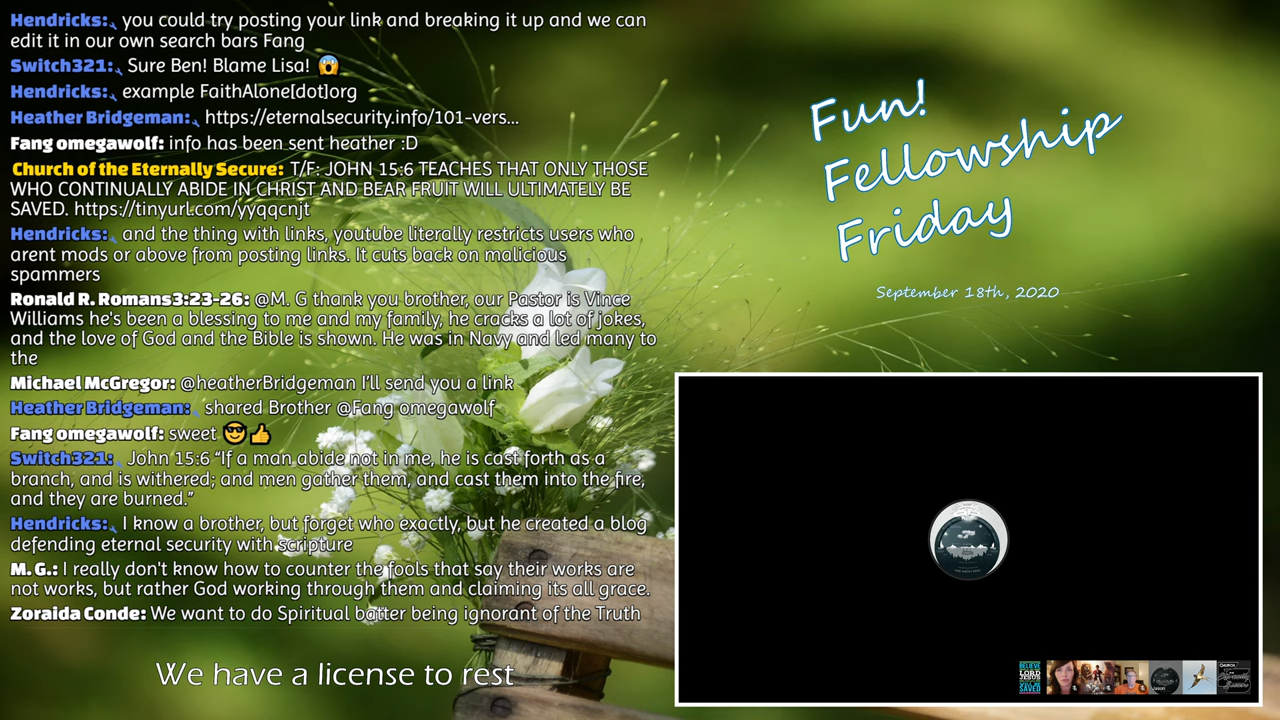 Hendricks: you could try posting your link and breaking it up and we can
edit it in our own search bars Fang
Switch321: Sure Ben! Blame Lisa! 😱
Hendricks: example FaithAlone[dot]org
Heather Bridgeman: https://eternalsecurity.info/101-vers...
Fang omegawolf: info has been sent heather :D
Church of the Eternally Secure: T/F: JOHN 15:6 TEACHES THAT ONLY THOSE
WHO CONTINUALLY ABIDE IN CHRIST AND BEAR FRUIT WILL ULTIMATELY BE
SAVED. https://tinyurl.com/yyqqcnjt
Hendricks: and the thing with links, youtube literally restricts users who
arent mods or above from posting links. It cuts back on malicious
spammers
Ronald R. Romans3:23-26: @M. G thank you brother, our Pastor is Vince
Williams he's been a blessing to me and my family, he cracks a lot of jokes,
and the love of God and the Bible is shown. He was in Navy and led many to
the
Michael McGregor: @heatherBridgeman I'll send you a link
Heather Bridgeman: shared Brother @Fang omegawolf
Fang omegawolf: sweet 😎👍
Switch321: John 15:6 “If a man abide not in me, he is cast forth as a
branch, and is withered; and men gather them, and cast them into the fire,
and they are burned.”
Hendricks: I know a brother, but forget who exactly, but he created a blog
defending eternal security with scripture
M. G.: I really don't know how to counter the fools that say their works are
not works, but rather God working through them and claiming its all grace.
Zoraida Conde: We want to do Spiritual batter being ignorant of the Truth
We have a license to rest
Fun!
Fellowship
Friday
September 18th, 2020
BELIEVE
SAVED
Jason
CHURCH